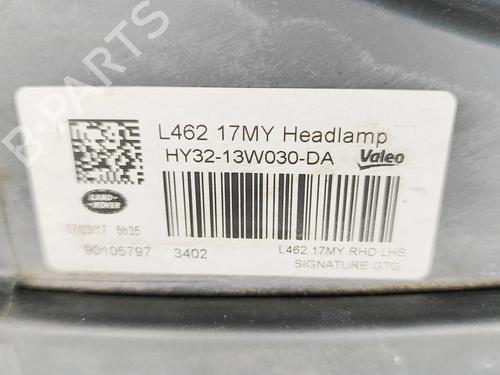 B-PARTS
L462 17MY Headlamp
HY32-13W030-DA
Valeo
LAND-
ROVER
07/03/17 5h35
90105797 3402
L462 17MY RHD LHS
SIGNATURE GTG